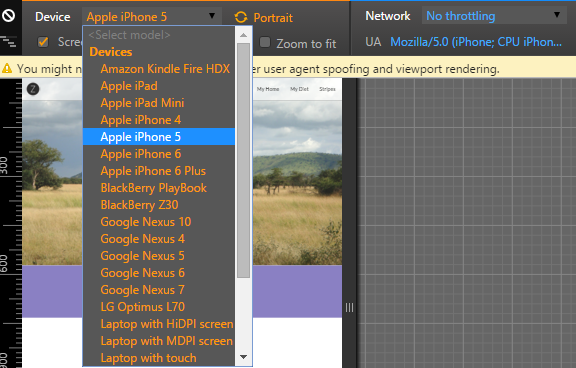 Device Apple iPhone 5 Portrait Network No throttling
Scree Zoom to fit UA Mozilla/5.0 (iPhone; CPU iPhon...
<Select model>
Devices
Amazon Kindle Fire HDX
You might n er user agent spoofing and viewport rendering.
Apple iPad
Z My Home My Diet Stripes
Apple iPad Mini
Apple iPhone 4
Apple iPhone 5
Apple iPhone 6
300
Apple iPhone 6 Plus
BlackBerry PlayBook
BlackBerry Z30
Google Nexus 10
Google Nexus 4
Google Nexus 5
600
Google Nexus 6
Google Nexus 7
LG Optimus L70
Laptop with HiDPI screen
Laptop with MDPI screen
Laptop with touch
900